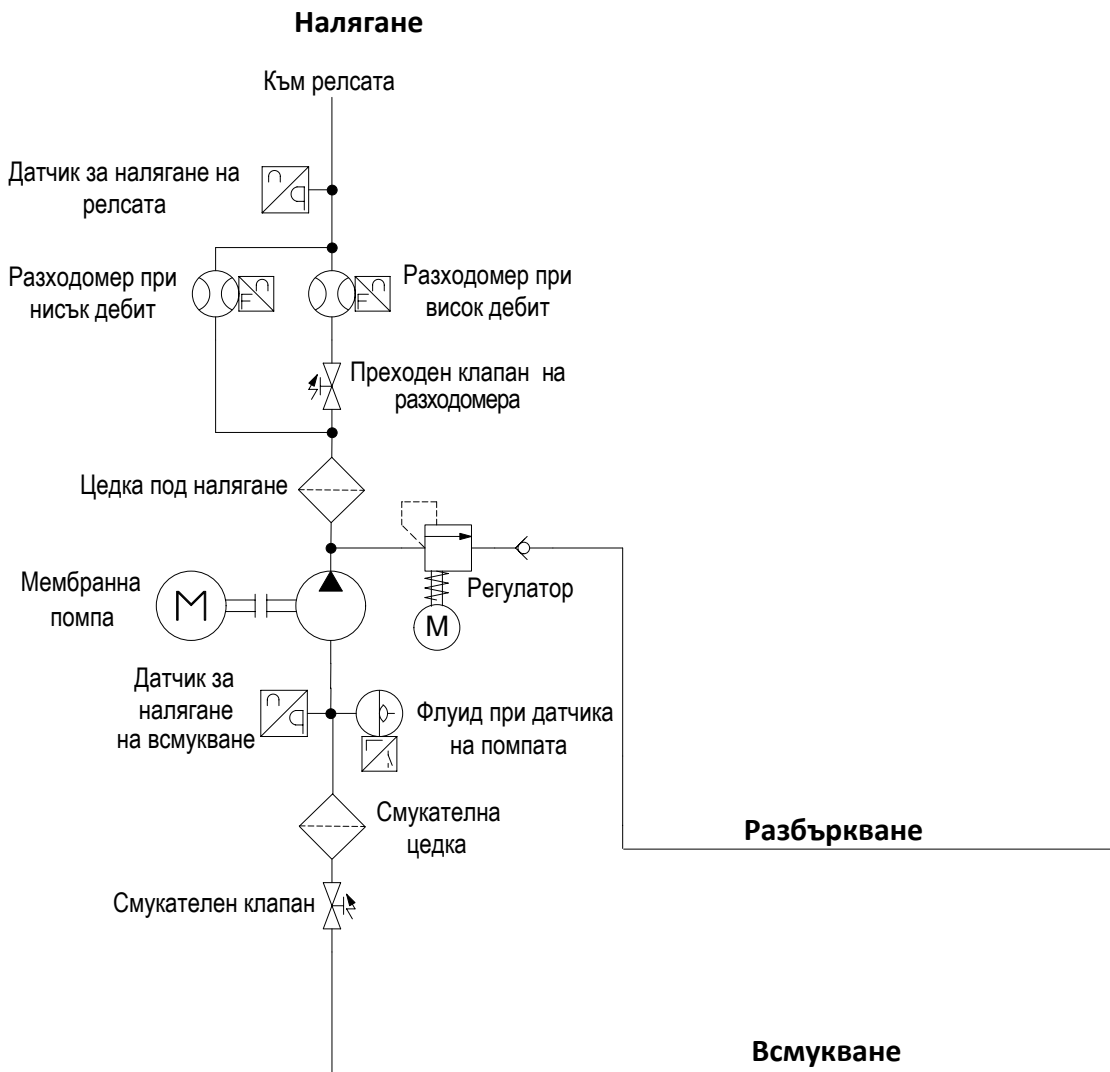 Налягане
Към релсата
Датчик за налягане на
релсата
Разходомер при
нисък дебит
Разходомер при
висок дебит
Преходен клапан на
разходомера
Цедка под налягане
Мембранна
помпа
M
Регулатор
M
Датчик за
налягане
на всмукване
Флуид при датчика
на помпата
Смукателна
цедка
Разбъркване
Смукателен клапан
Всмукване